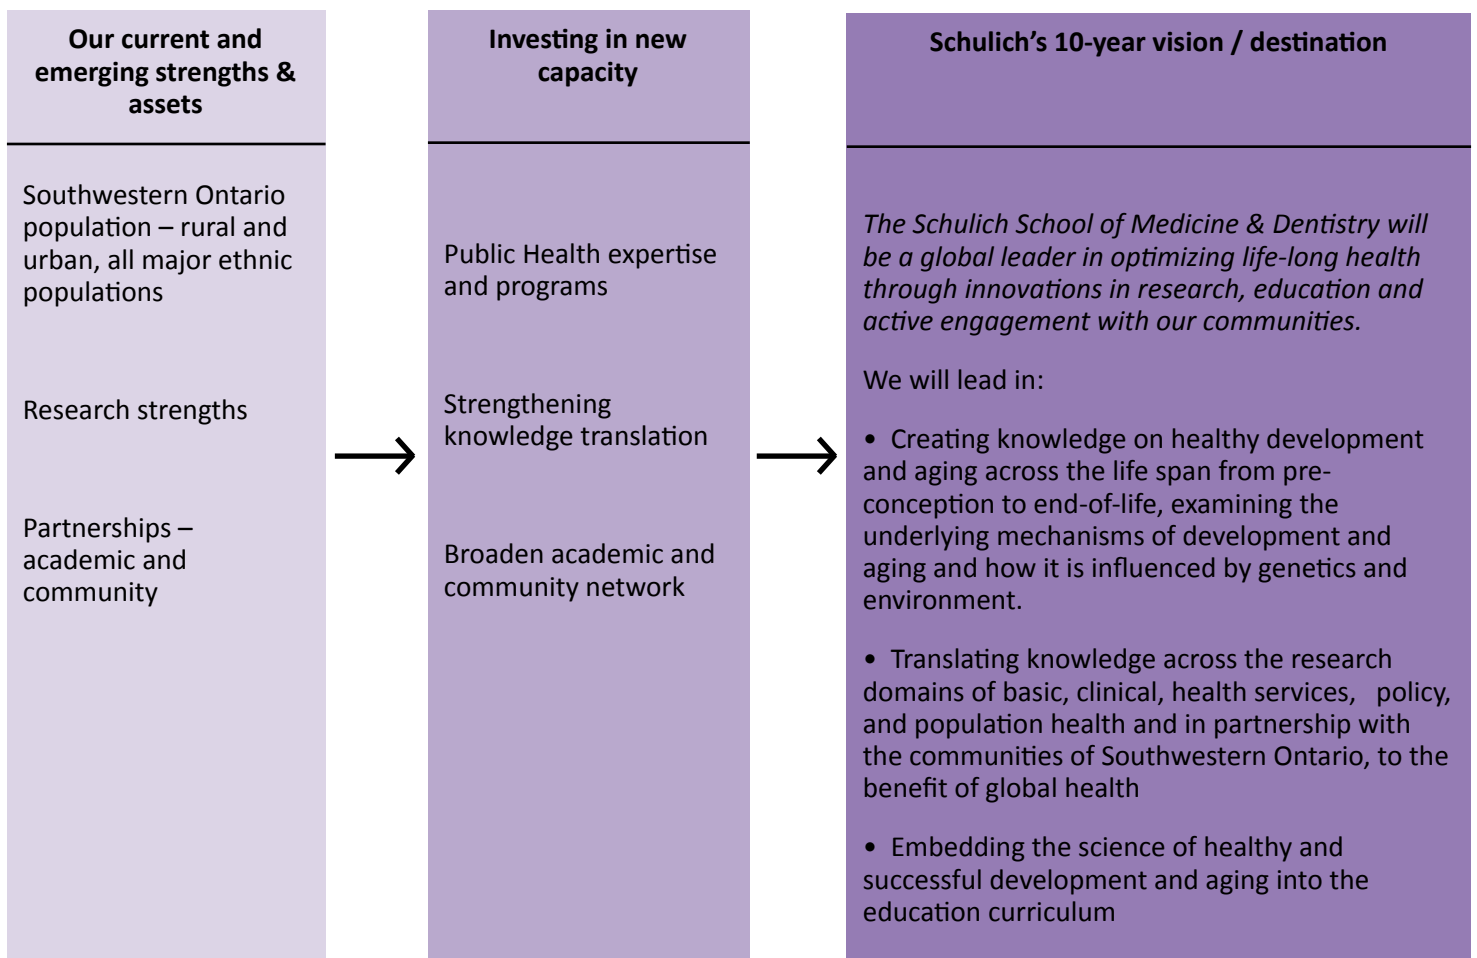 Our current and
emerging strengths &
assets
Southwestern Ontario
population – rural and
urban, all major ethnic
populations
Research strengths
Partnerships –
academic and
community
Investing in new
capacity
Public Health expertise
and programs
Strengthening
knowledge translation
Broaden academic and
community network
Schulich’s 10-year vision / destination
The Schulich School of Medicine & Dentistry will
be a global leader in optimizing life-long health
through innovations in research, education and
active engagement with our communities.
We will lead in:
• Creating knowledge on healthy development
and aging across the life span from pre-
conception to end-of-life, examining the
underlying mechanisms of development and
aging and how it is influenced by genetics and
environment.
• Translating knowledge across the research
domains of basic, clinical, health services, policy,
and population health and in partnership with
the communities of Southwestern Ontario, to the
benefit of global health
• Embedding the science of healthy and
successful development and aging into the
education curriculum